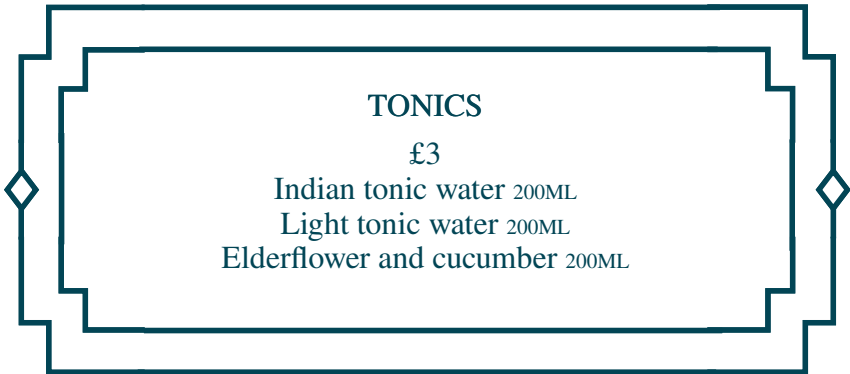 TONICS
£3
Indian tonic water 200ML
Light tonic water 200ML
Elderflower and cucumber 200ML